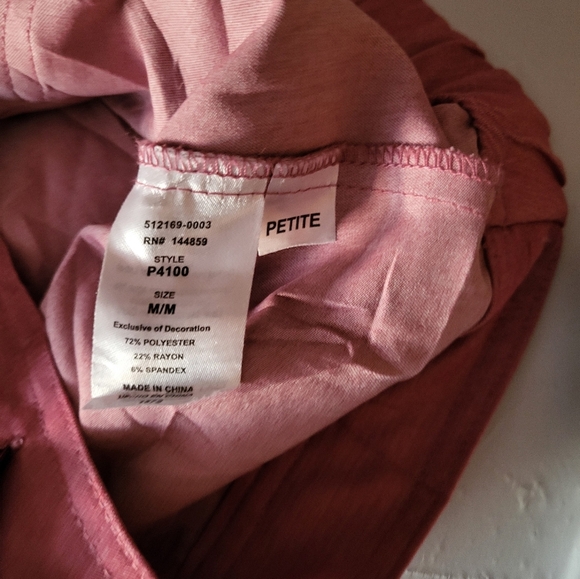 512169-0003
RN# 144859
STYLE
P4100
SIZE
M/M
Exclusive of Decoration
72% POLYESTER
22% RAYON
6% SPANDEX
MADE IN CHINA
PETITE